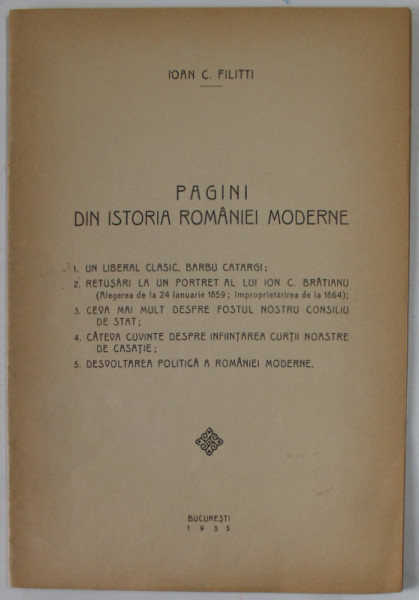 IOAN C. FILITTI
PAGINI
DIN ISTORIA ROMÂNIEI MODERNE
1. UN LIBERAL CLASIC, BARBU CATARGI;
2. RETUȘĂRI LA UN PORTRET AL LUI ION C. BRĂTIANU
(Alegerea de la 24 Ianuarie 1859; Improprietărirea de la 1864);
3. CEVA MAI MULT DESPRE FOSTUL NOSTRU CONSILIU
DE STAT;
4. CÂTEVA CUVINTE DESPRE INFIINȚAREA CURȚII NOASTRE
DE CASAȚIE;
5. DESVOLTAREA POLITICĂ A ROMÂNIEI MODERNE.
BUCUREȘTI
1935